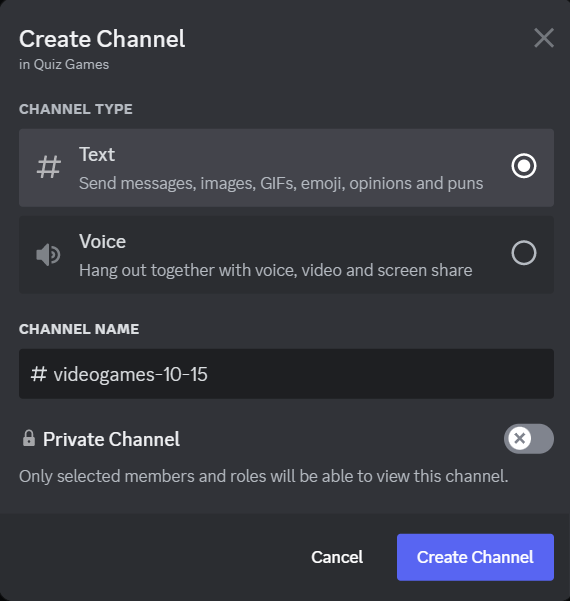 Create Channel
in Quiz Games
CHANNEL TYPE
Text
Send messages, images, GIFs, emoji, opinions and puns
Voice
Hang out together with voice, video and screen share
CHANNEL NAME
# videogames-10-15
Private Channel
Only selected members and roles will be able to view this channel.
Cancel Create Channel